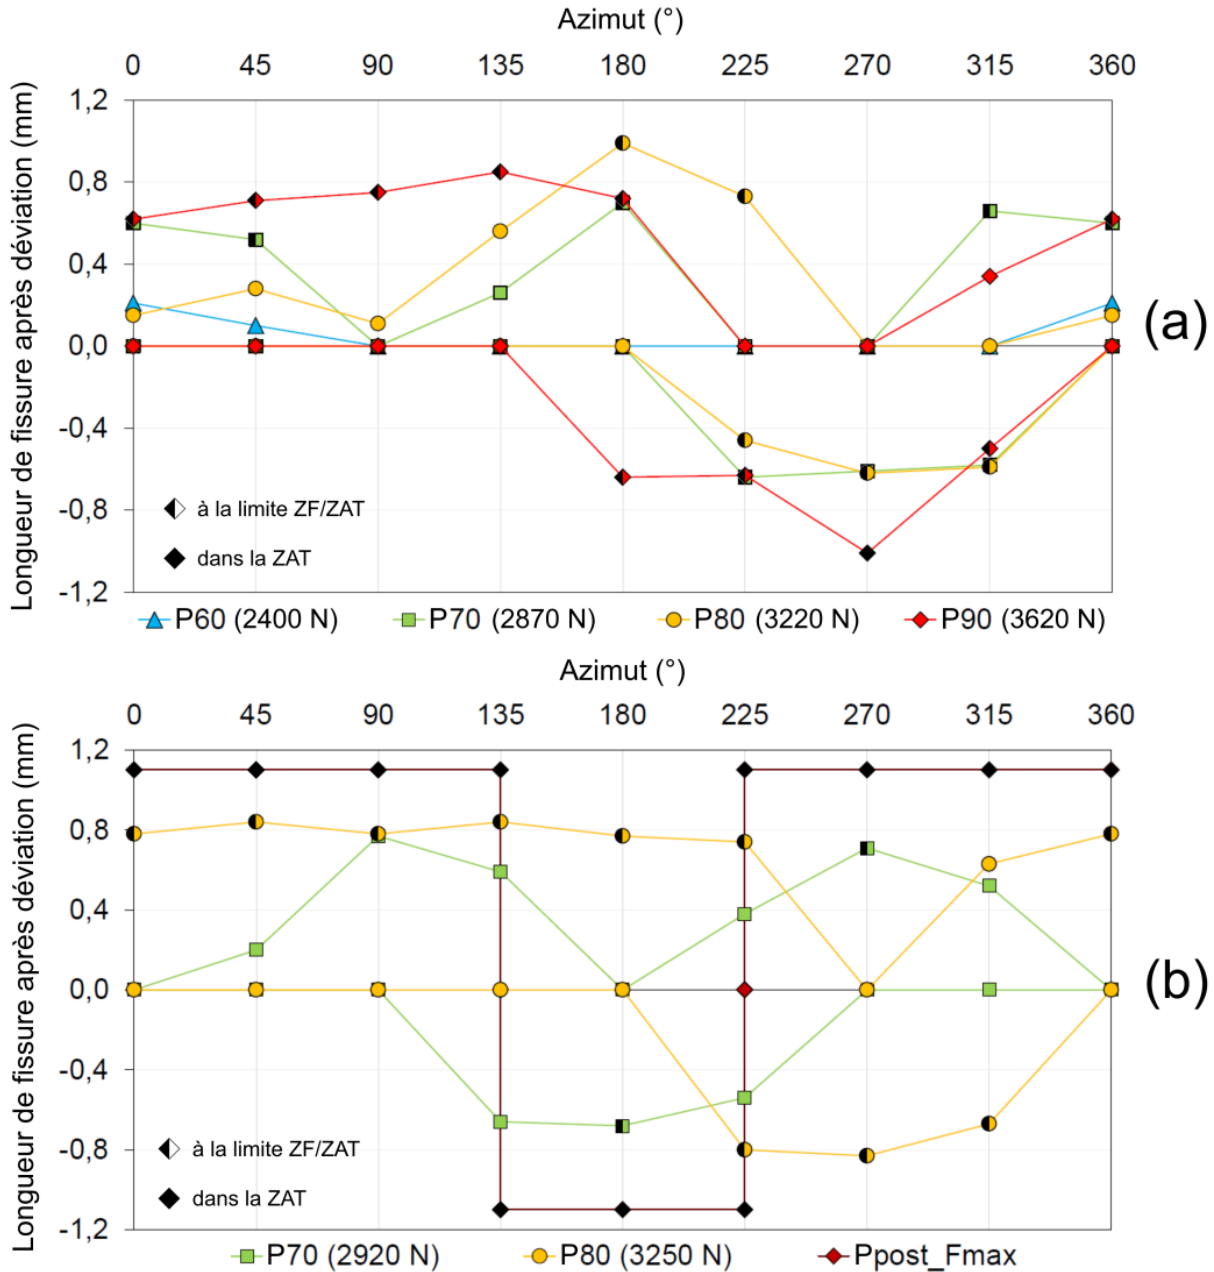 Azimut (°)
0 45 90 135 180 225 270 315 360
Longueur de fissure après déviation (mm)
1,2
0,8
0,4
0,0
-0,4
-0,8
-1,2
à la limite ZF/ZAT
dans la ZAT
(a)
P60 (2400 N) P70 (2870 N) P80 (3220 N) P90 (3620 N)
Azimut (°)
0 45 90 135 180 225 270 315 360
Longueur de fissure après déviation (mm)
1,2
0,8
0,4
0,0
-0,4
-0,8
-1,2
à la limite ZF/ZAT
dans la ZAT
(b)
P70 (2920 N) P80 (3250 N) Ppost_Fmax